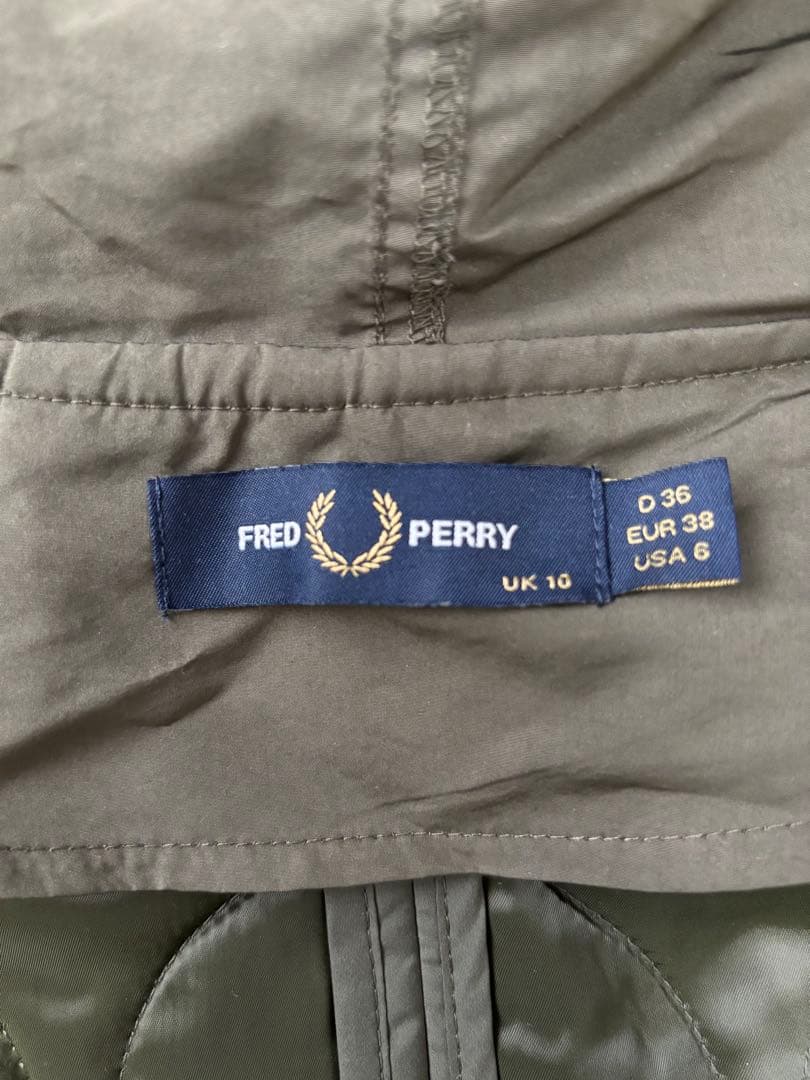 FRED PERRY
UK 10
D 36
EUR 38
USA 6